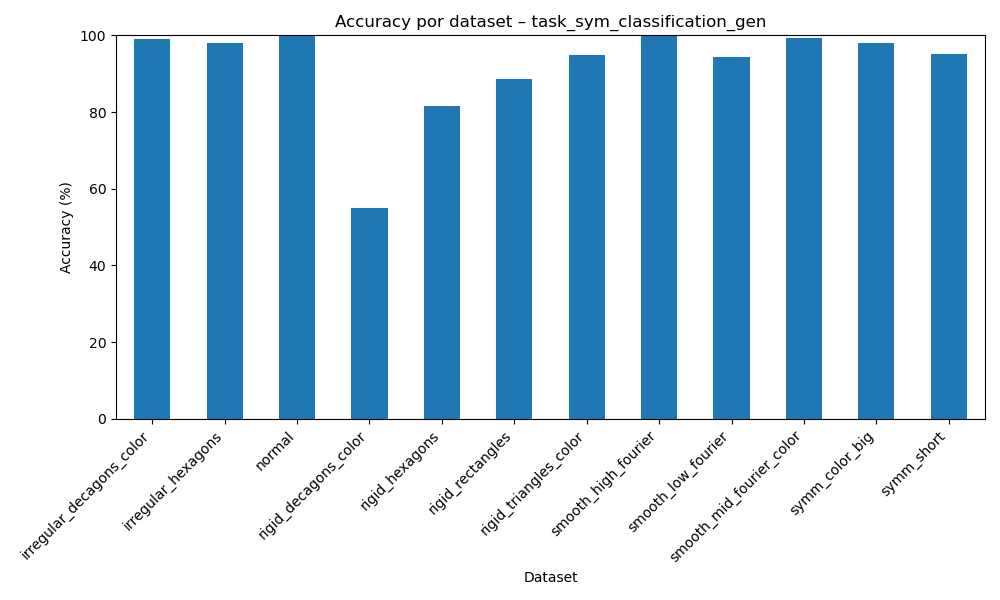 Accuracy por dataset – task_sym_classification_gen
Accuracy (%)
100
80
60
40
20
0
irregular_decagons_color
irregular_hexagons
normal
rigid_decagons_color
rigid_hexagons
rigid_rectangles
rigid_triangles_color
smooth_high_fourier
smooth_low_fourier
smooth_mid_fourier_color
symm_color_big
symm_short
Dataset